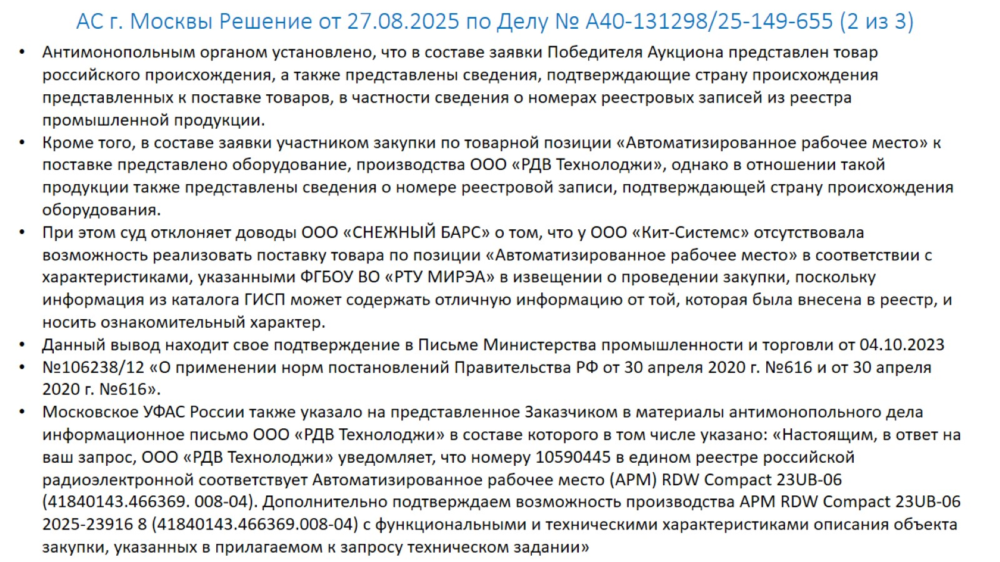 АС г. Москвы Решение от 27.08.2025 по Делу № А40-131298/25-149-655 (2 из 3)
• Антимонопольным органом установлено, что в составе заявки Победителя Аукциона представлен товар
российского происхождения, а также представлены сведения, подтверждающие страну происхождения
представленных к поставке товаров, в частности сведения о номерах реестровых записей из реестра
промышленной продукции.
• Кроме того, в составе заявки участником закупки по товарной позиции «Автоматизированное рабочее место» к
поставке представлено оборудование, производства ООО «РДВ Технолоджи», однако в отношении такой
продукции также представлены сведения о номере реестровой записи, подтверждающей страну происхождения
оборудования.
• При этом суд отклоняет доводы ООО «СНЕЖНЫЙ БАРС» о том, что у ООО «Кит-Системс» отсутствовала
возможность реализовать поставку товара по позиции «Автоматизированное рабочее место» в соответствии с
характеристиками, указанными ФГБОУ ВО «РТУ МИРЭА» в извещении о проведении закупки, поскольку
информация из каталога ГИСП может содержать отличную информацию от той, которая была внесена в реестр, и
носить ознакомительный характер.
• Данный вывод находит свое подтверждение в Письме Министерства промышленности и торговли от 04.10.2023
• №106238/12 «О применении норм постановлений Правительства РФ от 30 апреля 2020 г. №616 и от 30 апреля
2020 г. №616».
• Московское УФАС России также указало на представленное Заказчиком в материалы антимонопольного дела
информационное письмо ООО «РДВ Технолоджи» в составе которого в том числе указано: «Настоящим, в ответ на
ваш запрос, ООО «РДВ Технолоджи» уведомляет, что номеру 10590445 в едином реестре российской
радиоэлектронной соответствует Автоматизированное рабочее место (АРМ) RDW Compact 23UB-06
(41840143.466369. 008-04). Дополнительно подтверждаем возможность производства АРМ RDW Compact 23UB-06
2025-23916 8 (41840143.466369.008-04) с функциональными и техническими характеристиками описания объекта
закупки, указанных в прилагаемом к запросу техническом задании»